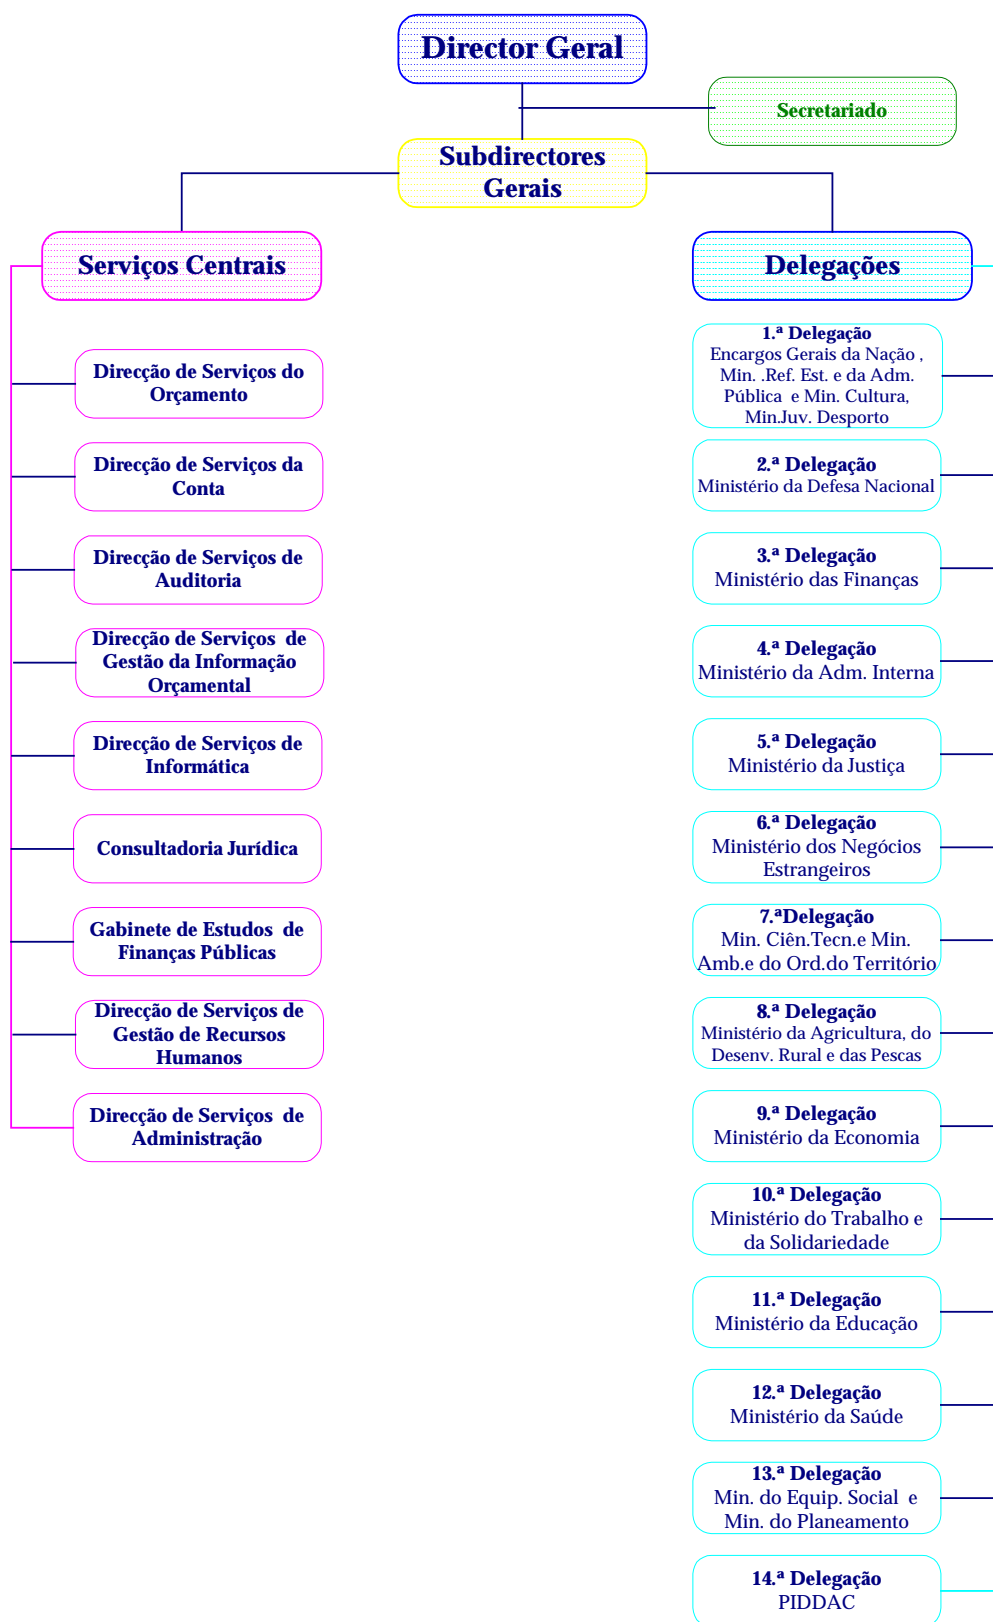 Director Geral
Secretariado
Subdirectores
Gerais
Serviços Centrais
Direcção de Serviços do
Orçamento
Direcção de Serviços da
Conta
Direcção de Serviços de
Auditoria
Direcção de Serviços de
Gestão da Informação
Orçamental
Direcção de Serviços de
Informática
Consultadoria Jurídica
Gabinete de Estudos de
Finanças Públicas
Direcção de Serviços de
Gestão de Recursos
Humanos
Direcção de Serviços de
Administração
Delegações
1.ª Delegação
Encargos Gerais da Nação ,
Min. .Ref. Est. e da Adm.
Pública e Min. Cultura,
Min.Juv. Desporto
2.ª Delegação
Ministério da Defesa Nacional
3.ª Delegação
Ministério das Finanças
4.ª Delegação
Ministério da Adm. Interna
5.ª Delegação
Ministério da Justiça
6.ª Delegação
Ministério dos Negócios
Estrangeiros
7.ªDelegação
Min. Ciên.Tecn.e Min.
Amb.e do Ord.do Território
8.ª Delegação
Ministério da Agricultura, do
Desenv. Rural e das Pescas
9.ª Delegação
Ministério da Economia
10.ª Delegação
Ministério do Trabalho e
da Solidariedade
11.ª Delegação
Ministério da Educação
12.ª Delegação
Ministério da Saúde
13.ª Delegação
Min. do Equip. Social e
Min. do Planeamento
14.ª Delegação
PIDDAC